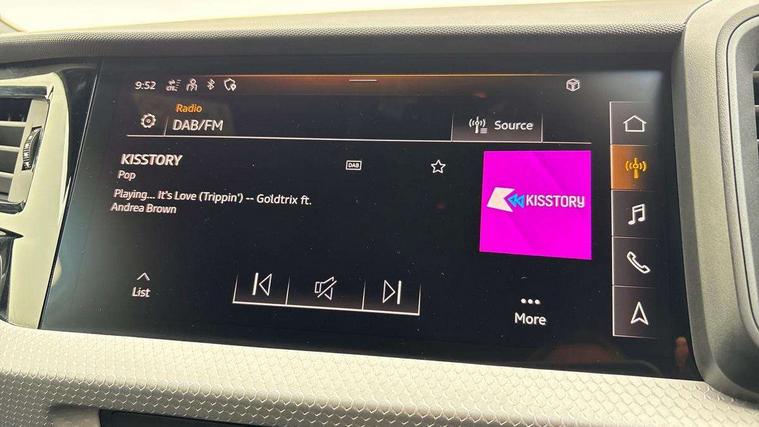 9:52
Radio
DAB/FM
Source
KISSTORY
DAB
Pop
Playing... It's Love (Trippin') -- Goldtrix ft.
Andrea Brown
KISSTORY
List
More